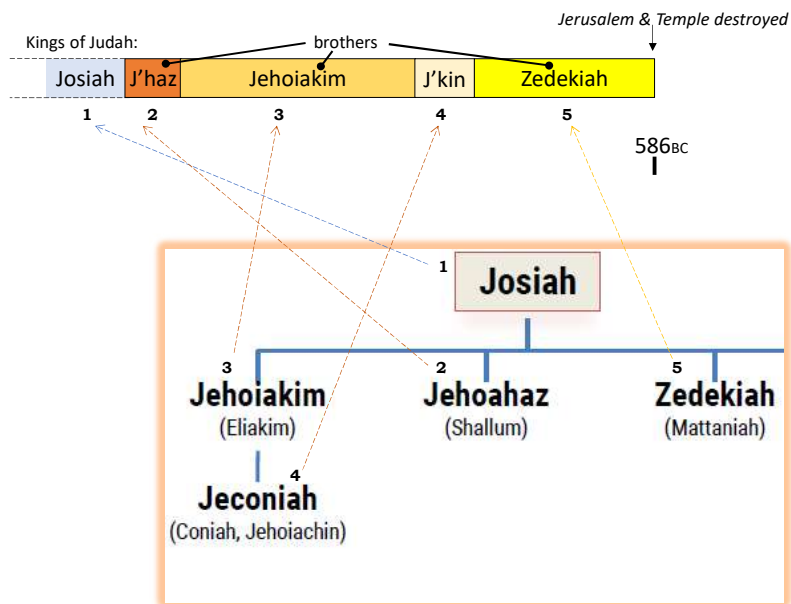 Jerusalem & Temple destroyed
Kings of Judah: brothers
Josiah J’haz Jehoiakim J’kin Zedekiah
1 2 3 4 5
586BC
1 Josiah
3 2 5
Jehoiakim Jehoahaz Zedekiah
(Eliakim) (Shallum) (Mattaniah)
4
Jeconiah
(Coniah, Jehoiachin)